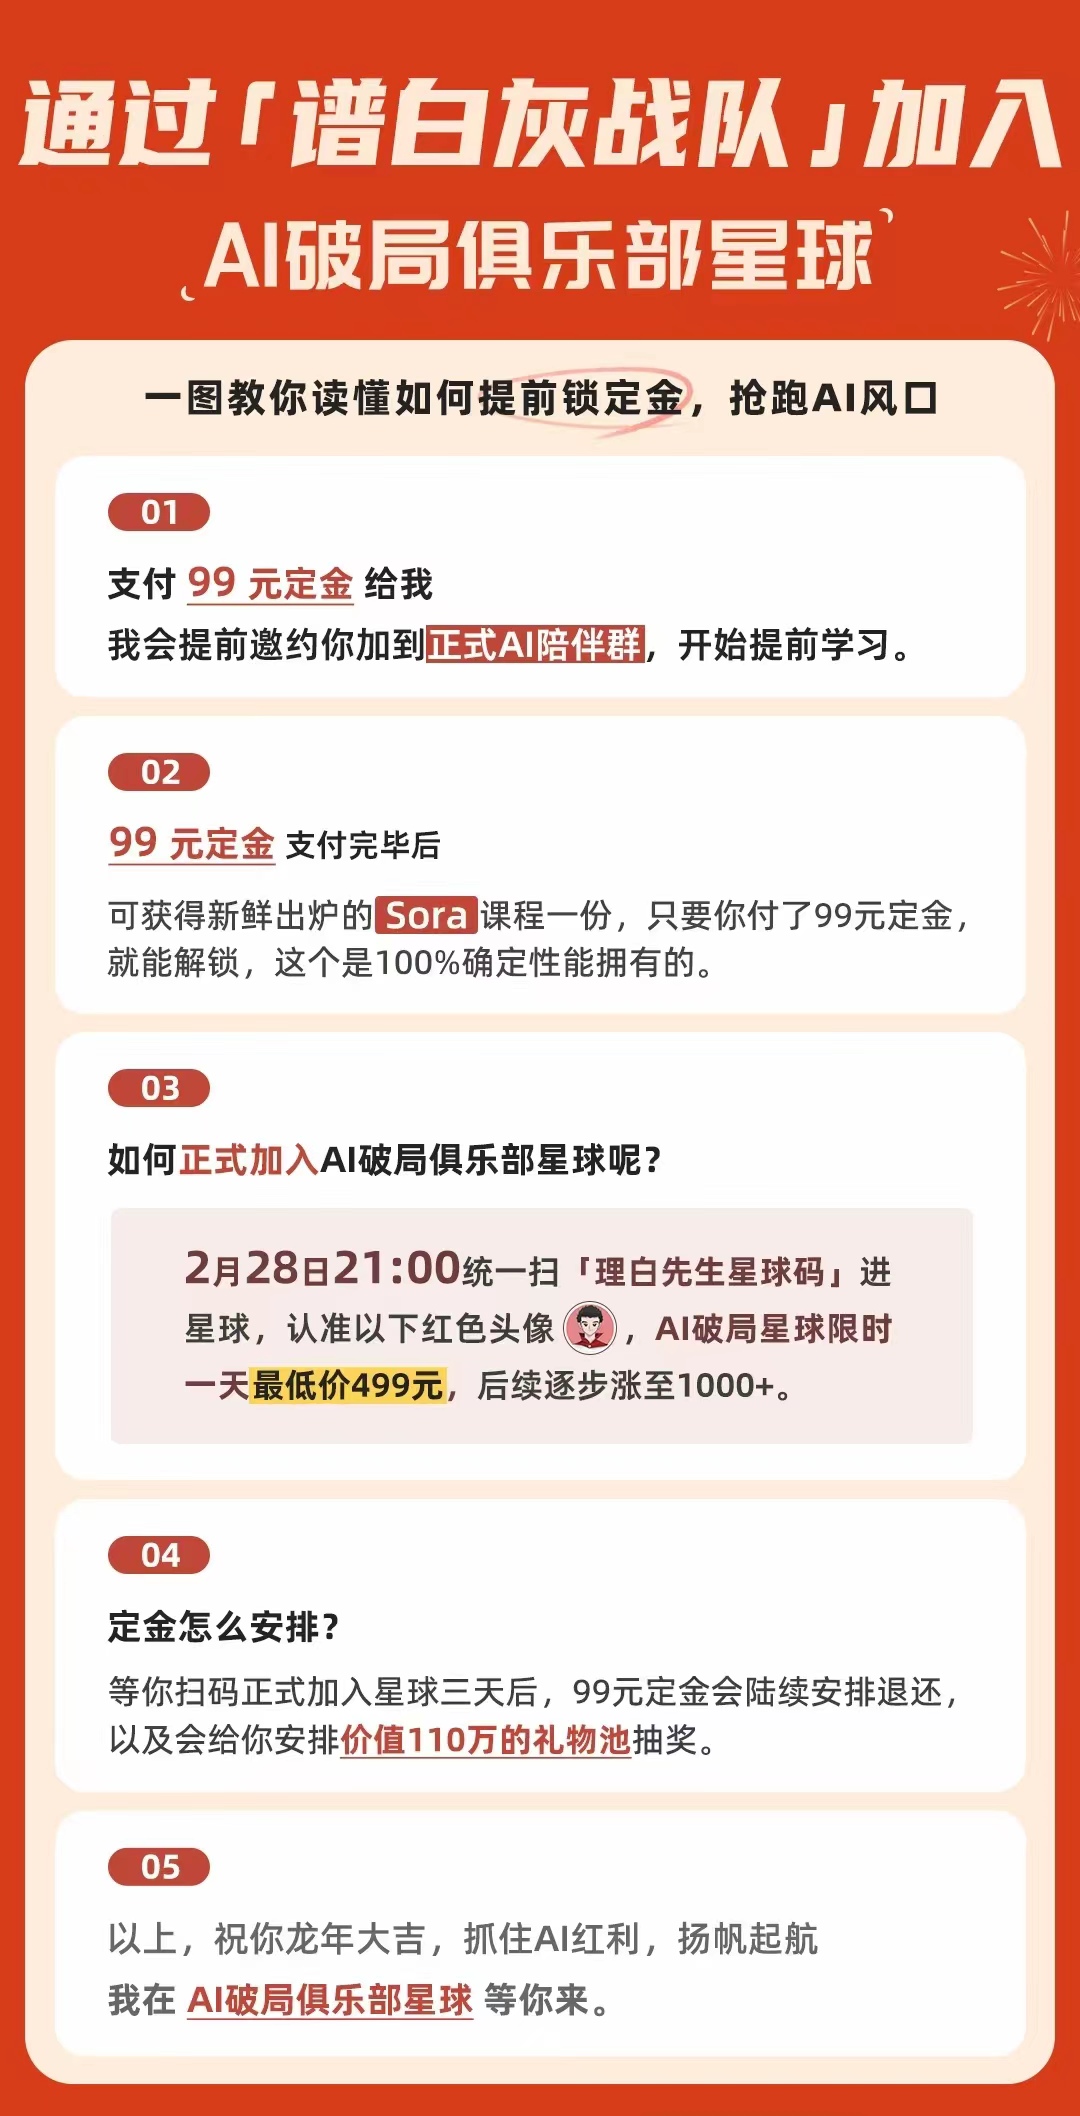 通过「谱白灰战队」加入
AI破局俱乐部星球
一图教你读懂如何提前锁定金，抢跑AI风口
01
支付 99 元定金 给我
我会提前邀约你加到正式AI陪伴群，开始提前学习。
02
99 元定金 支付完毕后
可获得新鲜出炉的 Sora 课程一份，只要你付了99元定金，
就能解锁，这个是100%确定性能拥有的。
03
如何正式加入AI破局俱乐部星球呢？
2月28日21:00统一扫「理白先生星球码」进
星球，认准以下红色头像，AI破局星球限时
一天最低价499元，后续逐步涨至1000+。
04
定金怎么安排？
等你扫码正式加入星球三天后，99元定金会陆续安排退还，
以及会给你安排价值110万的礼物池抽奖。
05
以上，祝你龙年大吉，抓住AI红利，扬帆起航
我在 AI破局俱乐部星球 等你来。